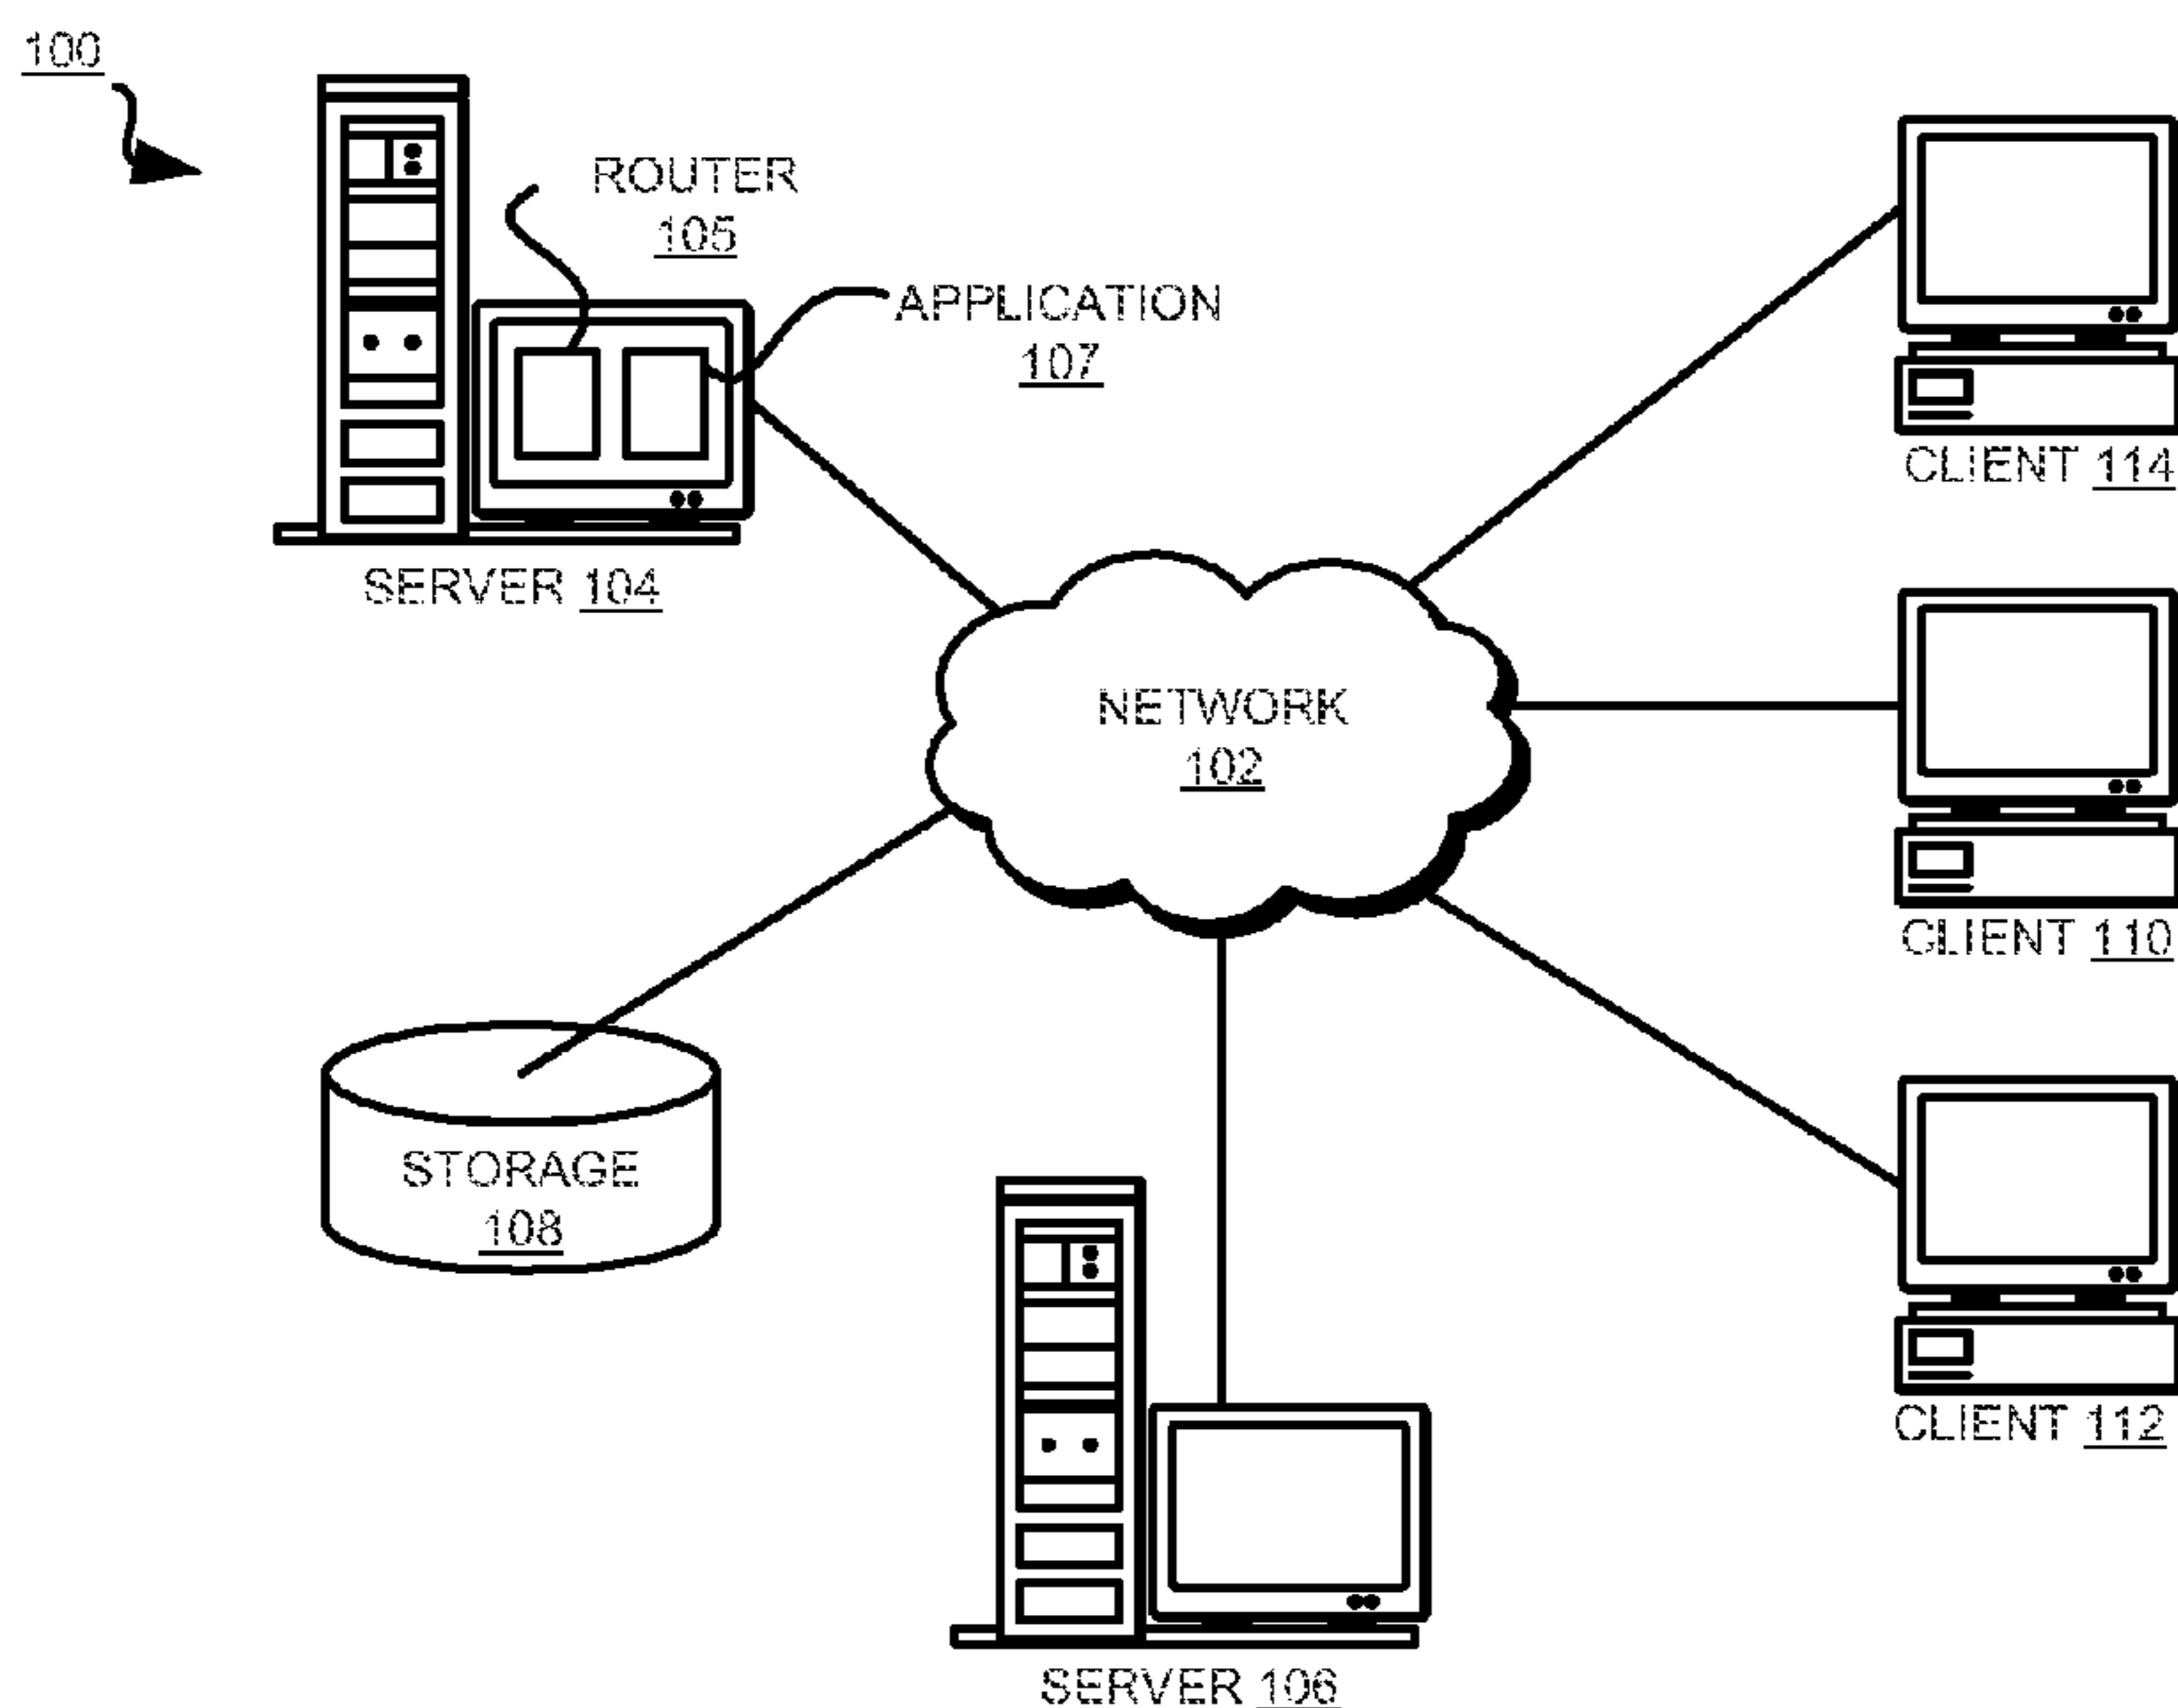 100
ROUTER
105
APPLICATION
107
CLIENT 114
SERVER 104
NETWORK
102
CLIENT 110
STORAGE
108
CLIENT 112
SERVER 106